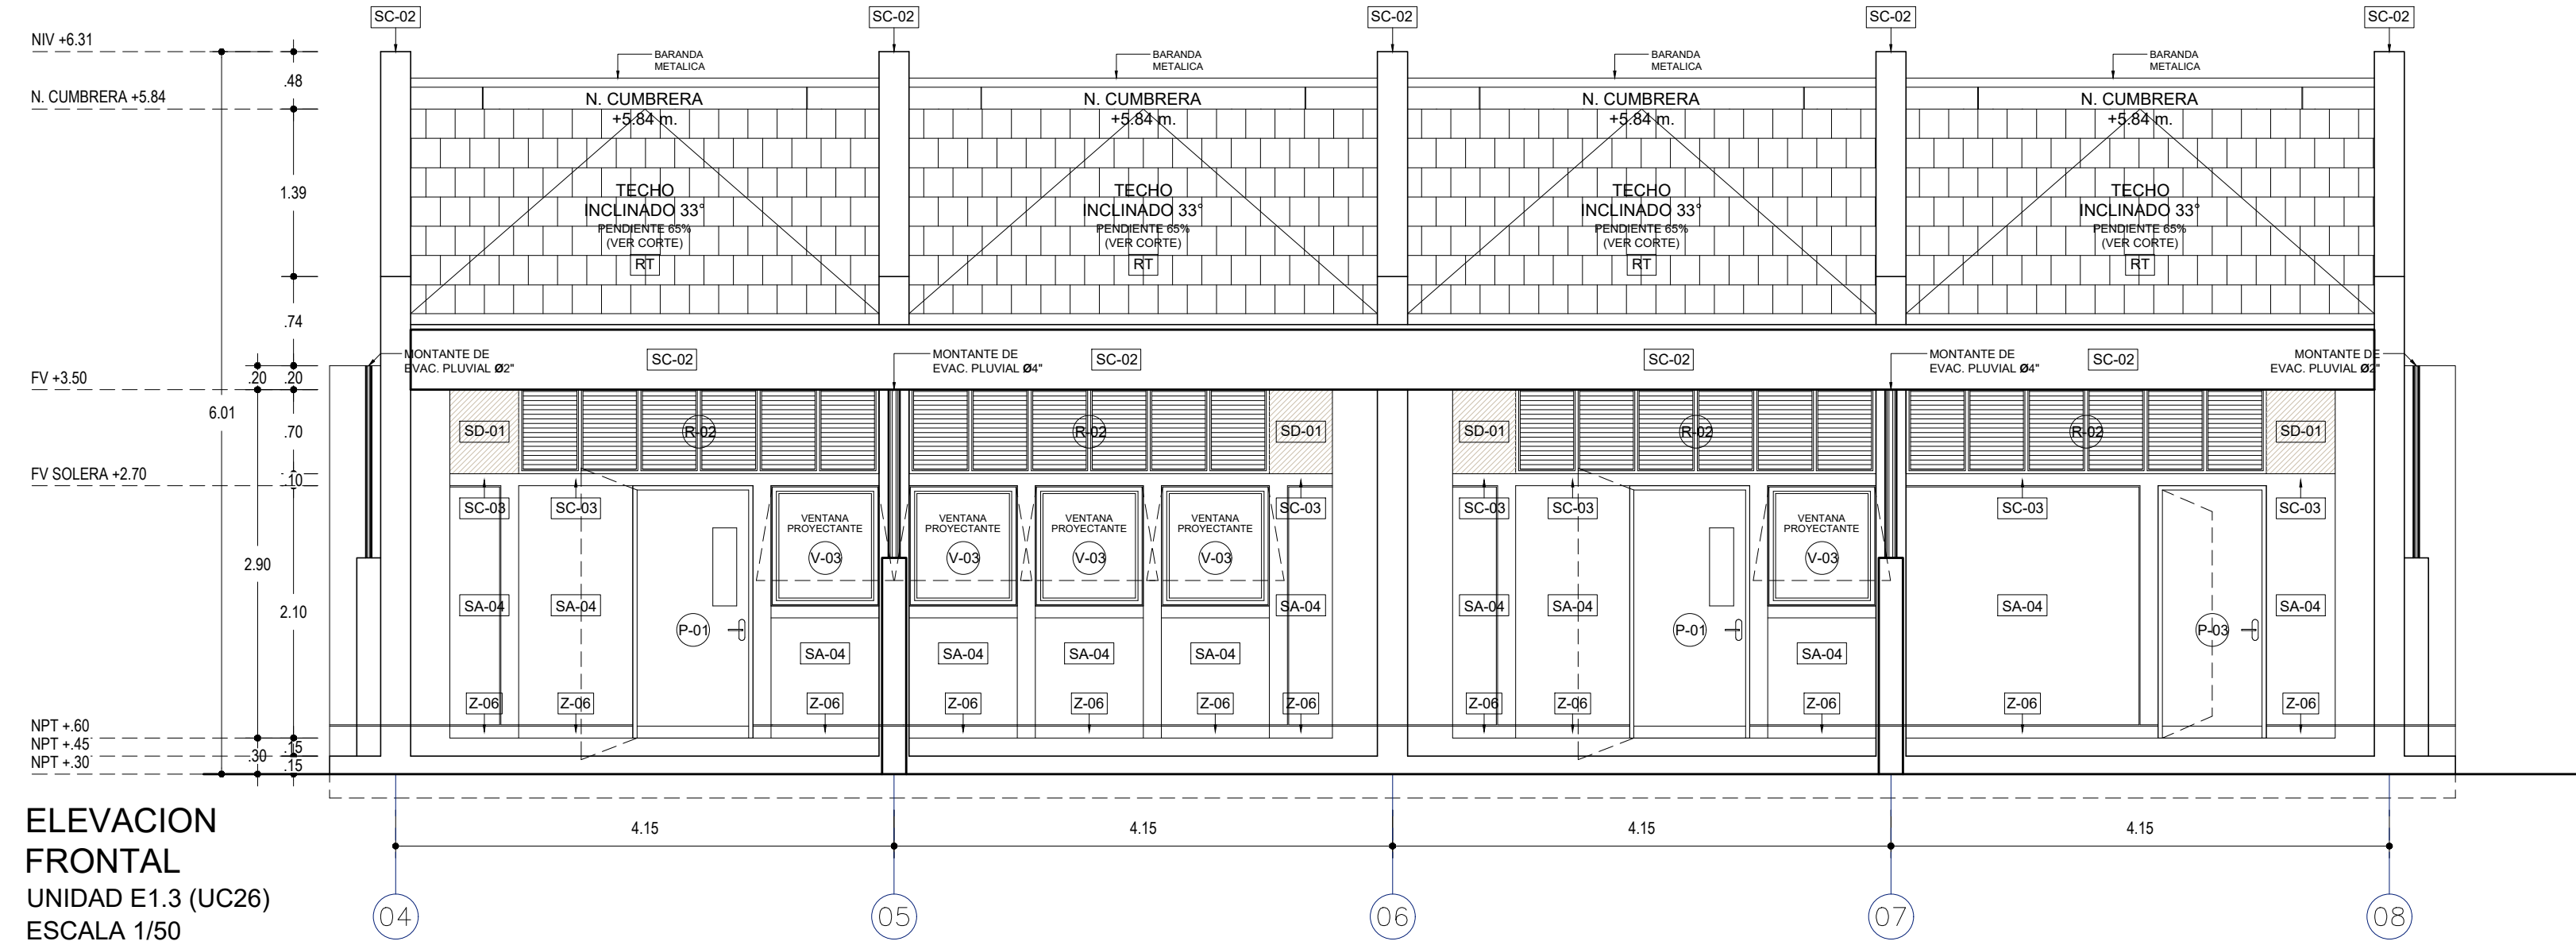 SC-02 SC-02 SC-02 SC-02 SC-02
NIV +6.31
BARANDA BARANDA BARANDA BARANDA
METALICA METALICA METALICA METALICA
.48
N. CUMBRERA +5.84
N. CUMBRERA N. CUMBRERA N. CUMBRERA N. CUMBRERA
+5.84 m. +5.84 m. +5.84 m. +5.84 m.
1.39
TECHO TECHO TECHO TECHO
INCLINADO 33° INCLINADO 33° INCLINADO 33° INCLINADO 33°
PENDIENTE 65% PENDIENTE 65% PENDIENTE 65% PENDIENTE 65%
(VER CORTE) (VER CORTE) (VER CORTE) (VER CORTE)
RT RT RT RT
.74
MONTANTE DE MONTANTE DE MONTANTE DE MONTANTE DE
SC-02 SC-02 SC-02 SC-02
EVAC. PLUVIAL Ø2" EVAC. PLUVIAL Ø4" EVAC. PLUVIAL Ø4" EVAC. PLUVIAL Ø2"
FV +3.50
.20 .20
6.01
.70
SD-01 R-02 R-02 SD-01 SD-01 R-02 R-02 SD-01
FV SOLERA +2.70
.10
SC-03 SC-03 SC-03 SC-03 SC-03 SC-03 SC-03
VENTANA VENTANA VENTANA VENTANA VENTANA
PROYECTANTE PROYECTANTE PROYECTANTE PROYECTANTE PROYECTANTE
V-03 V-03 V-03 V-03 V-03
2.90
2.10
SA-04 SA-04 SA-04 SA-04 SA-04 SA-04 SA-04
P-01 P-01 P-03
SA-04 SA-04 SA-04 SA-04 SA-04
Z-06 Z-06 Z-06 Z-06 Z-06 Z-06 Z-06 Z-06 Z-06 Z-06 Z-06 Z-06
NPT +.60
NPT +.45
.30 .15
NPT +.30
.15
ELEVACION
FRONTAL
UNIDAD E1.3 (UC26)
ESCALA 1/50
4.15 4.15 4.15 4.15
04 05 06 07 08